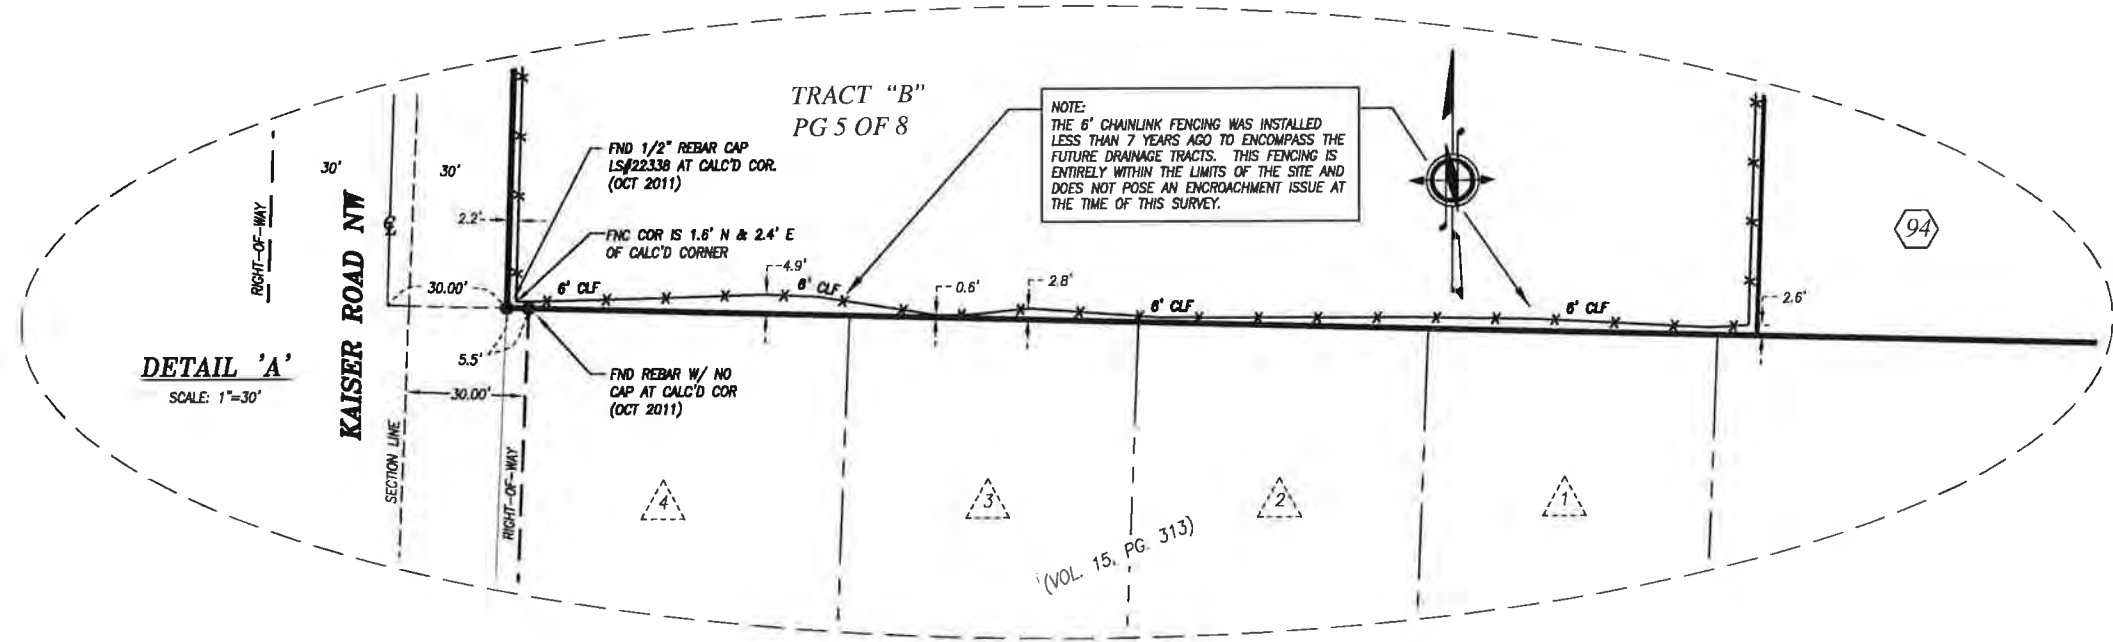 TRACT "B"
PG 5 OF 8
NOTE:
THE 6' CHAINLINK FENCING WAS INSTALLED
LESS THAN 7 YEARS AGO TO ENCOMPASS THE
FUTURE DRAINAGE TRACTS. THIS FENCING IS
ENTIRELY WITHIN THE LIMITS OF THE SITE AND
DOES NOT POSE AN ENCROACHMENT ISSUE AT
THE TIME OF THIS SURVEY.
FND 1/2" REBAR CAP
LS#22338 AT CALC'D COR.
(OCT 2011)
30'
30'
RIGHT-OF-WAY
KAISER ROAD NW
℄
2.2'
FNC COR IS 1.6' N & 2.4' E
OF CALC'D CORNER
94
30.00'
6' CLF
4.9'
6' CLF
0.6'
2.8'
6' CLF
6' CLF
2.6'
5.5'
DETAIL 'A'
SCALE: 1"=30'
30.00'
FND REBAR W/ NO
CAP AT CALC'D COR
(OCT 2011)
SECTION LINE
RIGHT-OF-WAY
4
3
2
1
(VOL. 15, PG. 313)